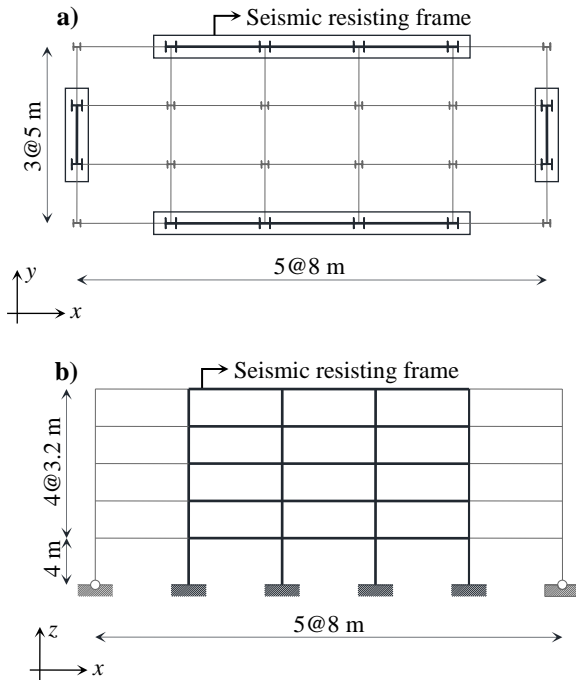 a)
Seismic resisting frame
3@5 m
5@8 m
y
x
b)
Seismic resisting frame
4@3.2 m
4 m
5@8 m
z
x